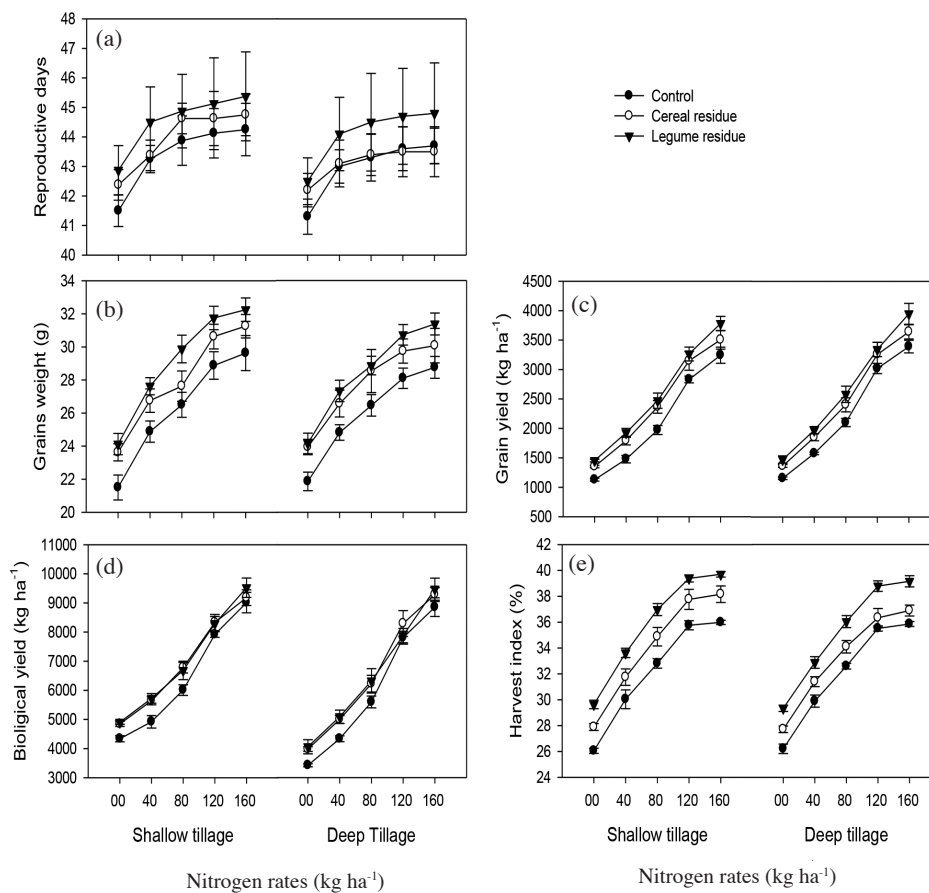 (a)
Reproductive days
48
47
46
45
44
43
42
41
40
Control
Cereal residue
Legume residue
(b)
Grains weight (g)
34
32
30
28
26
24
22
20
(c)
Grain yield (kg ha⁻¹)
4500
4000
3500
3000
2500
2000
1500
1000
500
(d)
Bioligical yield (kg ha⁻¹)
11000
10000
9000
8000
7000
6000
5000
4000
3000
00 40 80 120 160 00 40 80 120 160
Shallow tillage Deep Tillage
Nitrogen rates (kg ha⁻¹)
(e)
Harvest index (%)
42
40
38
36
34
32
30
28
26
24
00 40 80 120 160 00 40 80 120 160
Shallow tillage Deep tillage
Nitrogen rates (kg ha⁻¹)